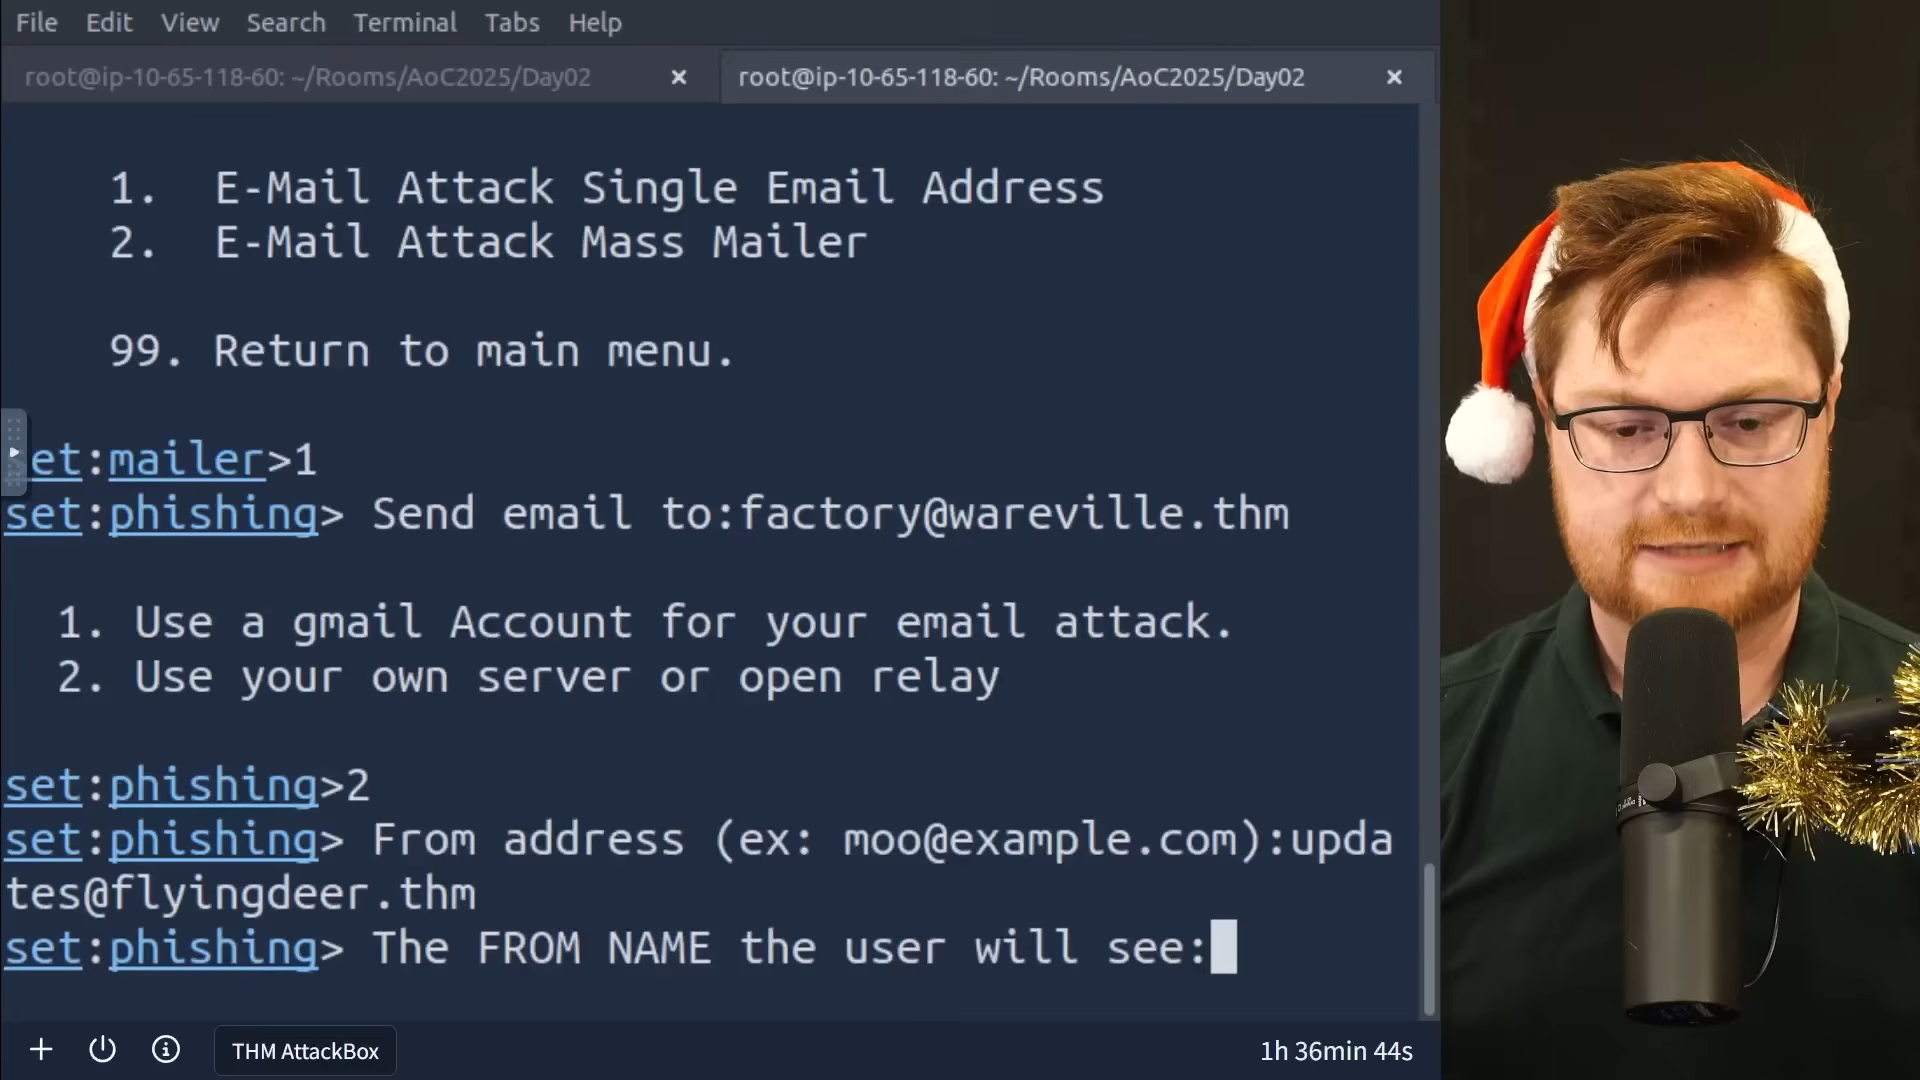 File Edit View Search Terminal Tabs Help
root@ip-10-65-118-60: ~/Rooms/AoC2025/Day02 × root@ip-10-65-118-60: ~/Rooms/AoC2025/Day02 ×
1. E-Mail Attack Single Email Address
2. E-Mail Attack Mass Mailer
99. Return to main menu.
et:mailer>1
set:phishing> Send email to:factory@wareville.thm
1. Use a gmail Account for your email attack.
2. Use your own server or open relay
set:phishing>2
set:phishing> From address (ex: moo@example.com):upda
tes@flyingdeer.thm
set:phishing> The FROM NAME the user will see:
THM AttackBox 1h 36min 44s